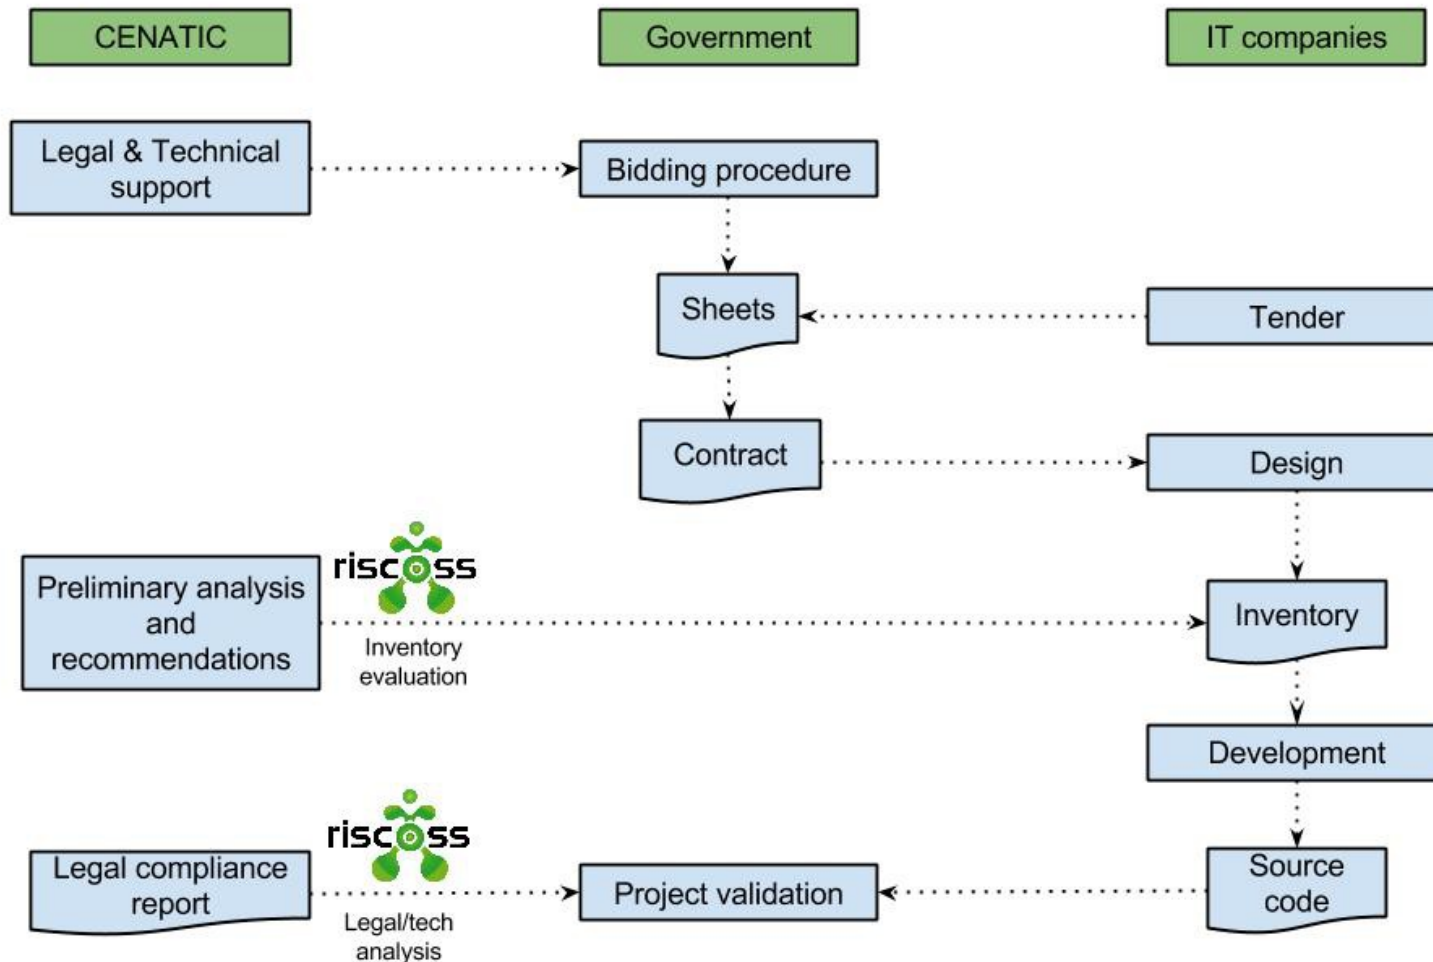 CENATIC
Government
IT companies
Legal & Technical
support
Bidding procedure
Sheets
Tender
Contract
Design
riscoss
Preliminary analysis
and
recommendations
Inventory
evaluation
Inventory
Development
riscoss
Legal compliance
report
Legal/tech
analysis
Project validation
Source
code